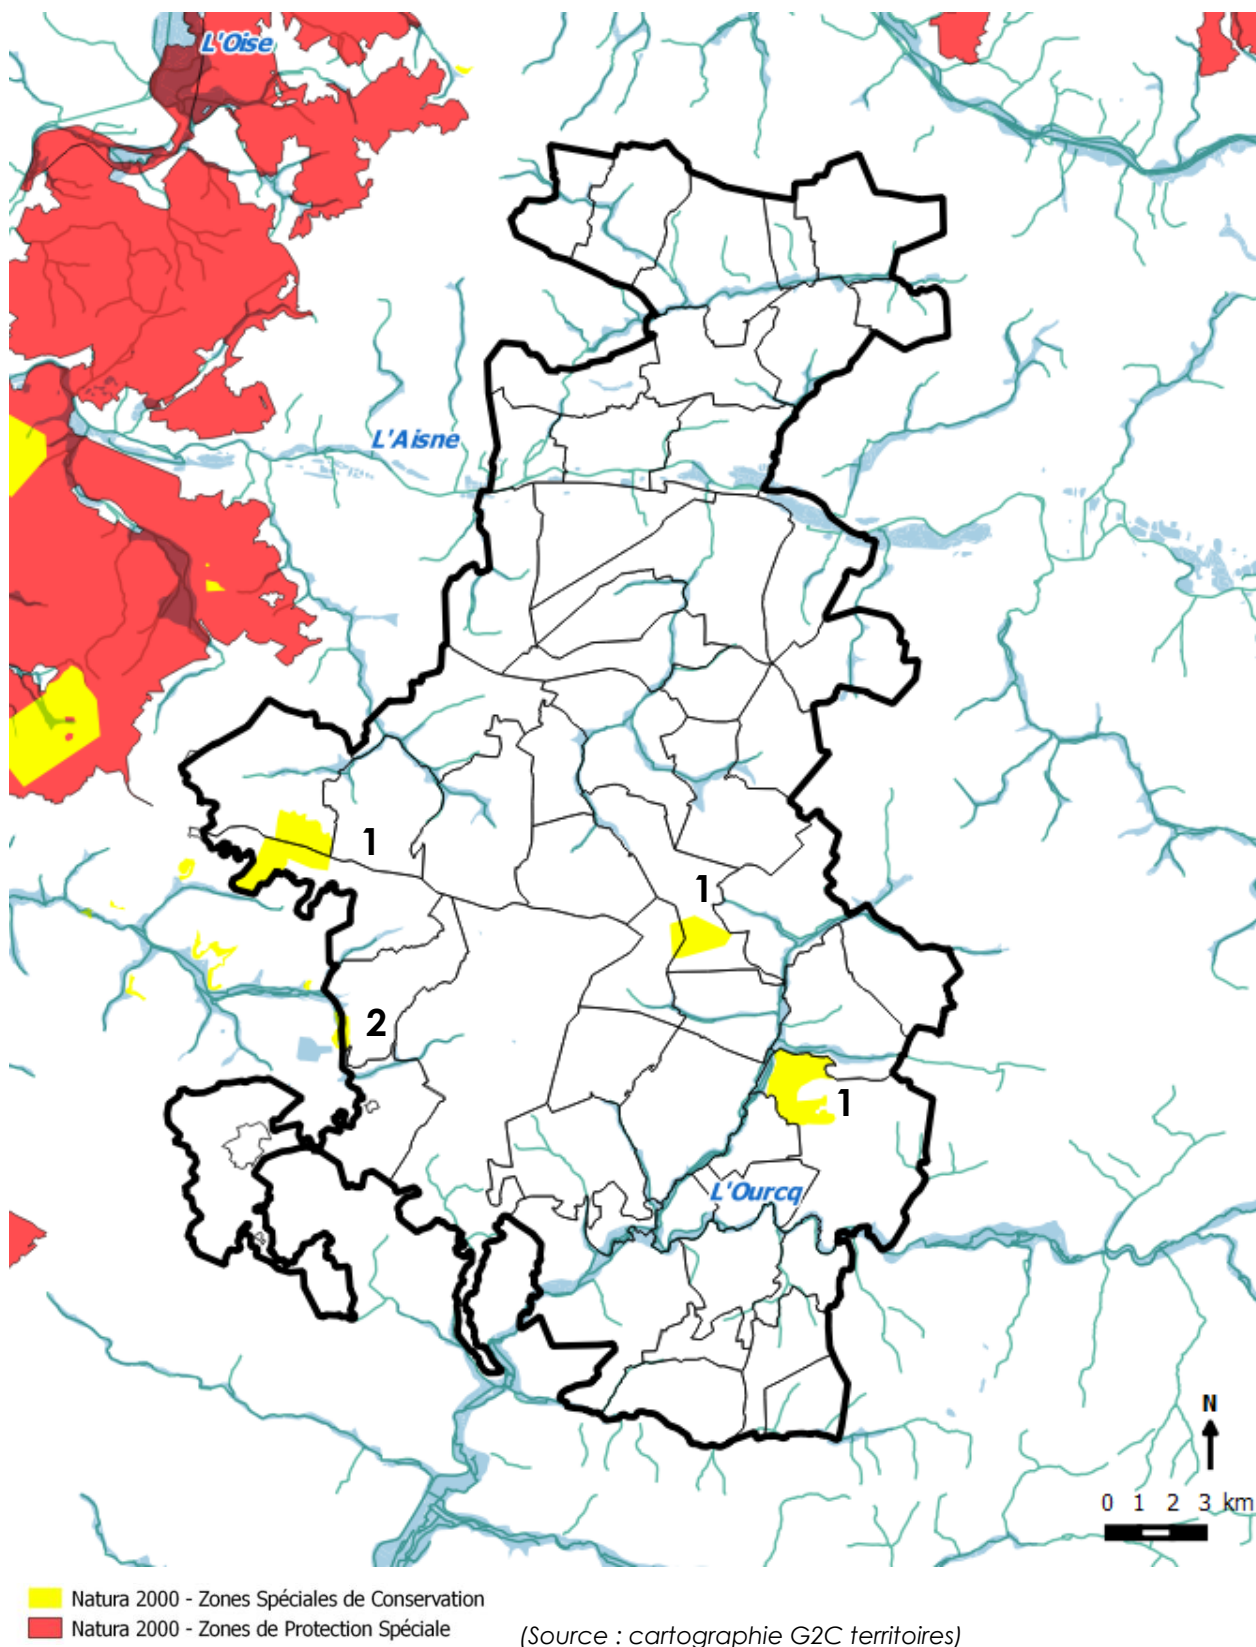 L'Oise
L'Aisne
1
1
2
1
L'Ourcq
N
0 1 2 3 km
Natura 2000 - Zones Spéciales de Conservation
Natura 2000 - Zones de Protection Spéciale
(Source : cartographie G2C territoires)